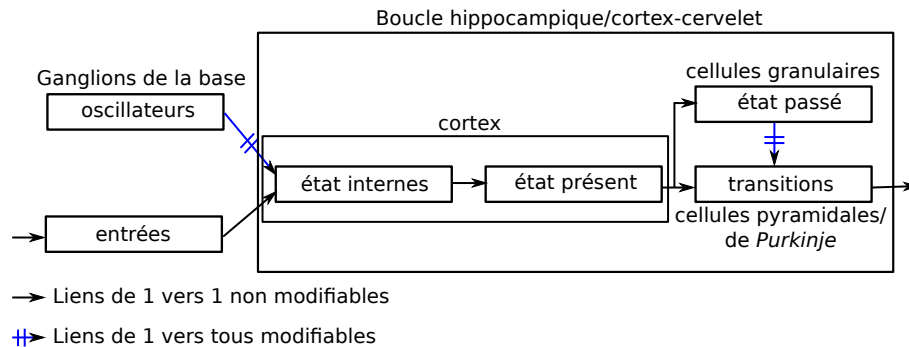 Boucle hippocampique/cortex-cervelet
Ganglions de la base
oscillateurs
cellules granulaires
état passé
cortex
état internes
état présent
transitions
cellules pyramidales/
de Purkinje
entrées
Liens de 1 vers 1 non modifiables
Liens de 1 vers tous modifiables